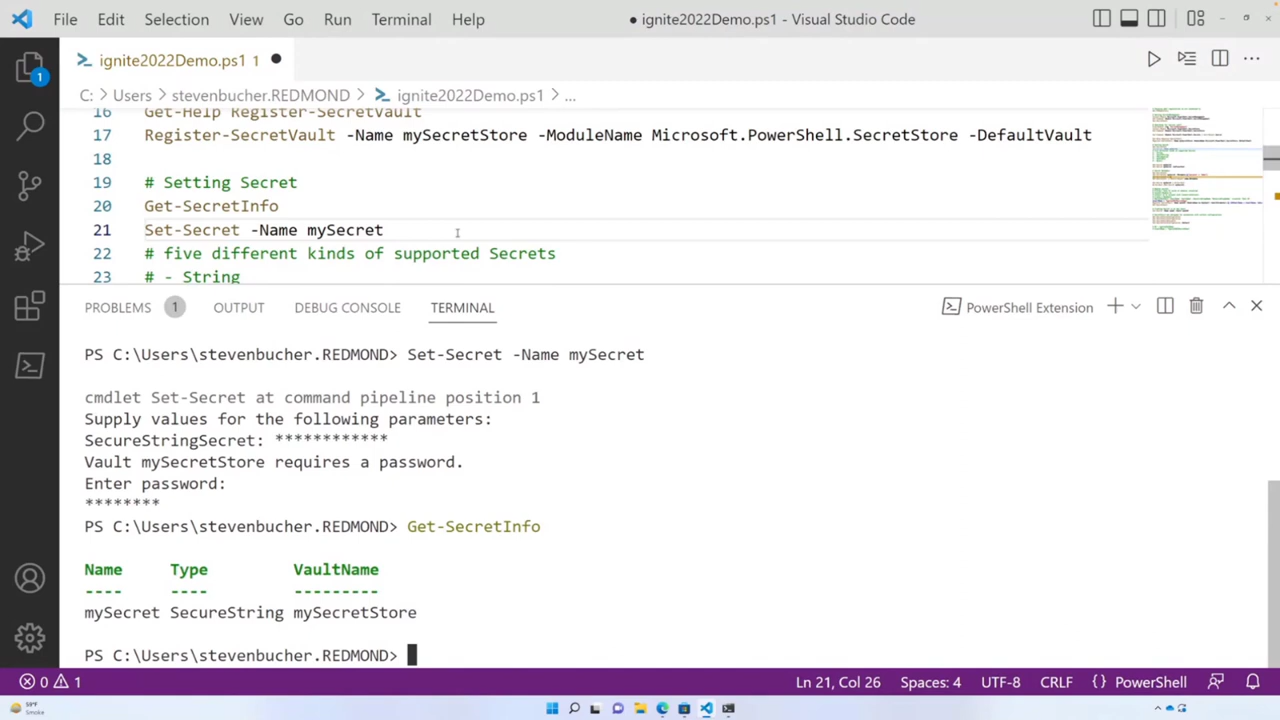 File Edit Selection View Go Run Terminal Help
● ignite2022Demo.ps1 - Visual Studio Code
ignite2022Demo.ps1 1 ●
C: > Users > stevenbucher.REDMOND > ignite2022Demo.ps1 > ...
16 Get-Help Register-SecretVault
17 Register-SecretVault -Name mySecretStore -ModuleName Microsoft.PowerShell.SecretStore -DefaultVault
18
19 # Setting Secret
20 Get-SecretInfo
21 Set-Secret -Name mySecret
22 # five different kinds of supported Secrets
23 # - String
PROBLEMS 1 OUTPUT DEBUG CONSOLE TERMINAL
PowerShell Extension
PS C:\Users\stevenbucher.REDMOND> Set-Secret -Name mySecret
cmdlet Set-Secret at command pipeline position 1
Supply values for the following parameters:
SecureStringSecret: ************
Vault mySecretStore requires a password.
Enter password:
********
PS C:\Users\stevenbucher.REDMOND> Get-SecretInfo
Name Type VaultName
---- ---- ---------
mySecret SecureString mySecretStore
PS C:\Users\stevenbucher.REDMOND>
1
0 1
Ln 21, Col 26 Spaces: 4 UTF-8 CRLF {} PowerShell
59°F
Smoke